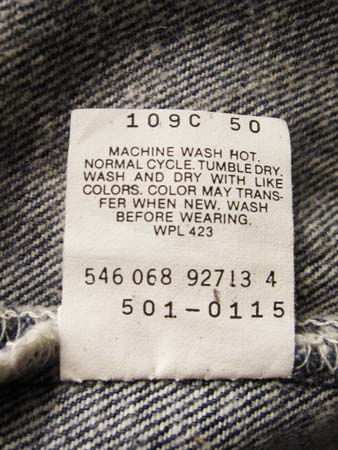 109C 50
MACHINE WASH HOT.
NORMAL CYCLE. TUMBLE DRY.
WASH AND DRY WITH LIKE
COLORS. COLOR MAY TRANS-
FER WHEN NEW. WASH
BEFORE WEARING.
WPL 423
546 068 92713 4
501-0115